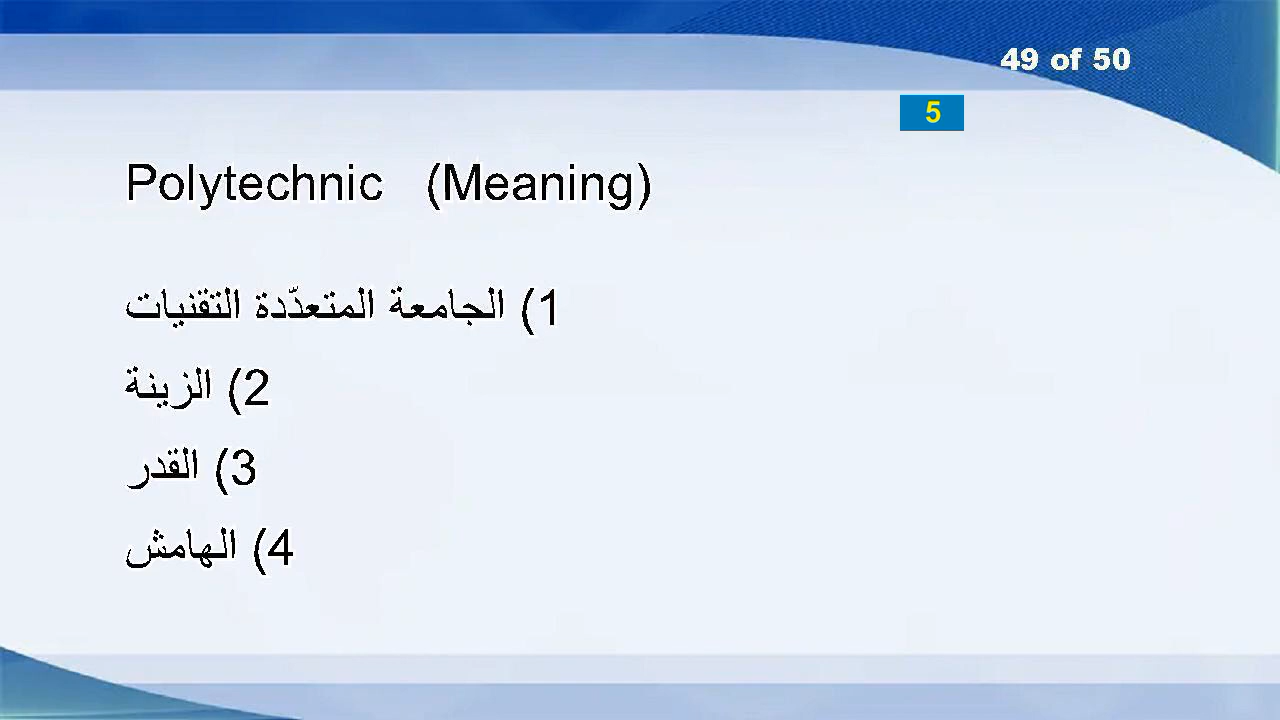 49 of 50
5
Polytechnic (Meaning)
1) الجامعة المتعدّدة التقنيات
2) الزينة
3) القدر
4) الهامش